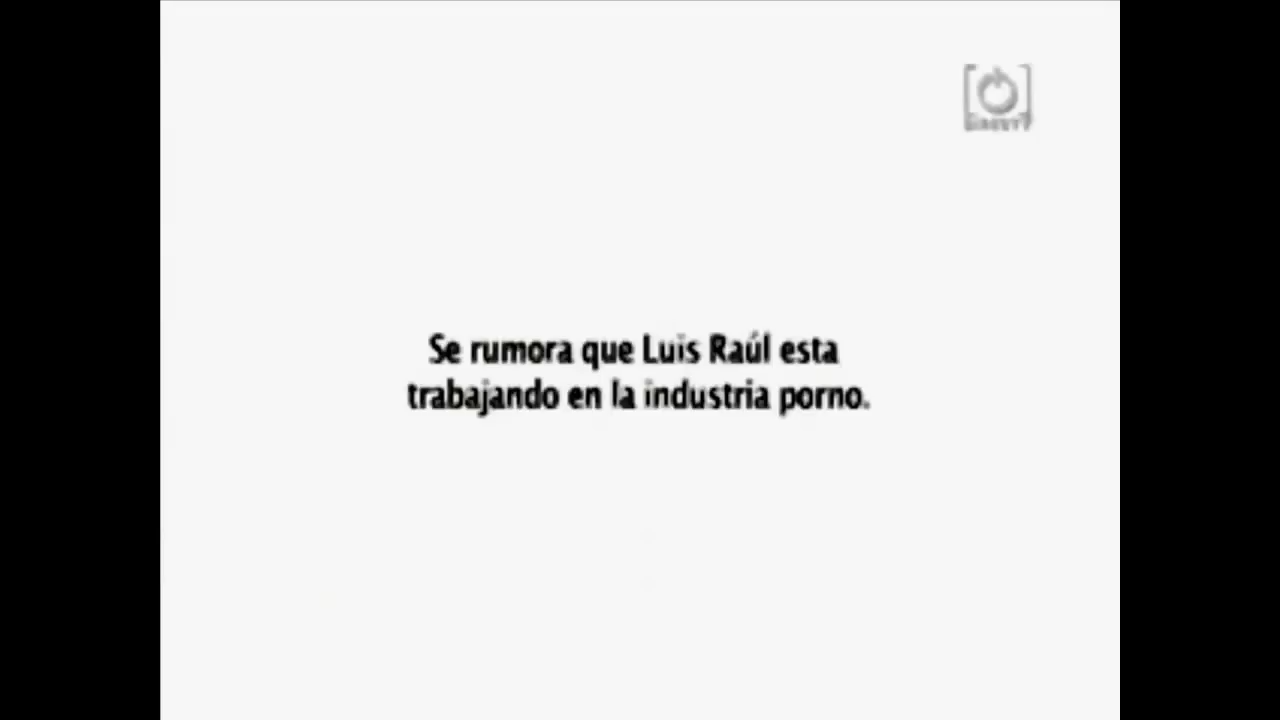 Se rumora que Luis Raúl esta
trabajando en la industria porno.